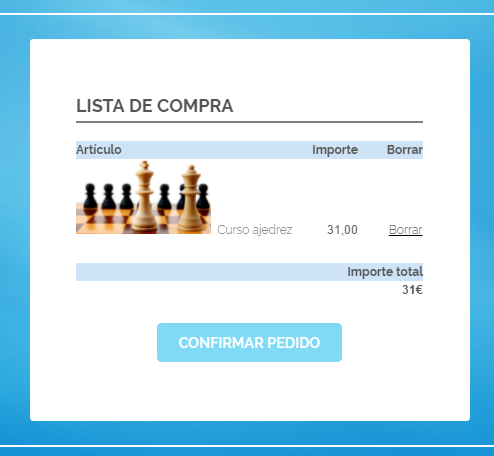 LISTA DE COMPRA
Artículo Importe Borrar
Curso ajedrez 31,00 Borrar
Importe total
31€
CONFIRMAR PEDIDO